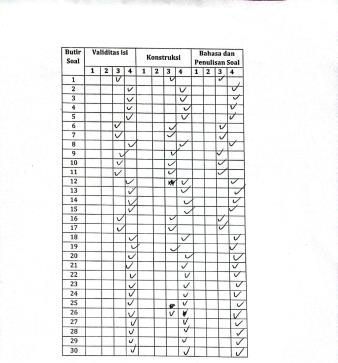 Butir Soal Validitas isi Konstruksi Bahasa dan Penulisan Soal
1 2 3 4 1 2 3 4 1 2 3 4
1 ✓ ✓ ✓
2 ✓ ✓ ✓
3 ✓ ✓ ✓
4 ✓ ✓ ✓
5 ✓ ✓ ✓
6 ✓ ✓ ✓
7 ✓ ✓ ✓
8 ✓ ✓ ✓
9 ✓ ✓ ✓
10 ✓ ✓ ✓
11 ✓ ✓ ✓
12 ✓ ✓ ✓
13 ✓ ✓ ✓
14 ✓ ✓ ✓
15 ✓ ✓ ✓
16 ✓ ✓ ✓
17 ✓ ✓ ✓
18 ✓ ✓ ✓
19 ✓ ✓ ✓
20 ✓ ✓ ✓
21 ✓ ✓ ✓
22 ✓ ✓ ✓
23 ✓ ✓ ✓
24 ✓ ✓ ✓
25 ✓ ✓ ✓
26 ✓ ✓ ✓
27 ✓ ✓ ✓
28 ✓ ✓ ✓
29 ✓ ✓ ✓
30 ✓ ✓ ✓